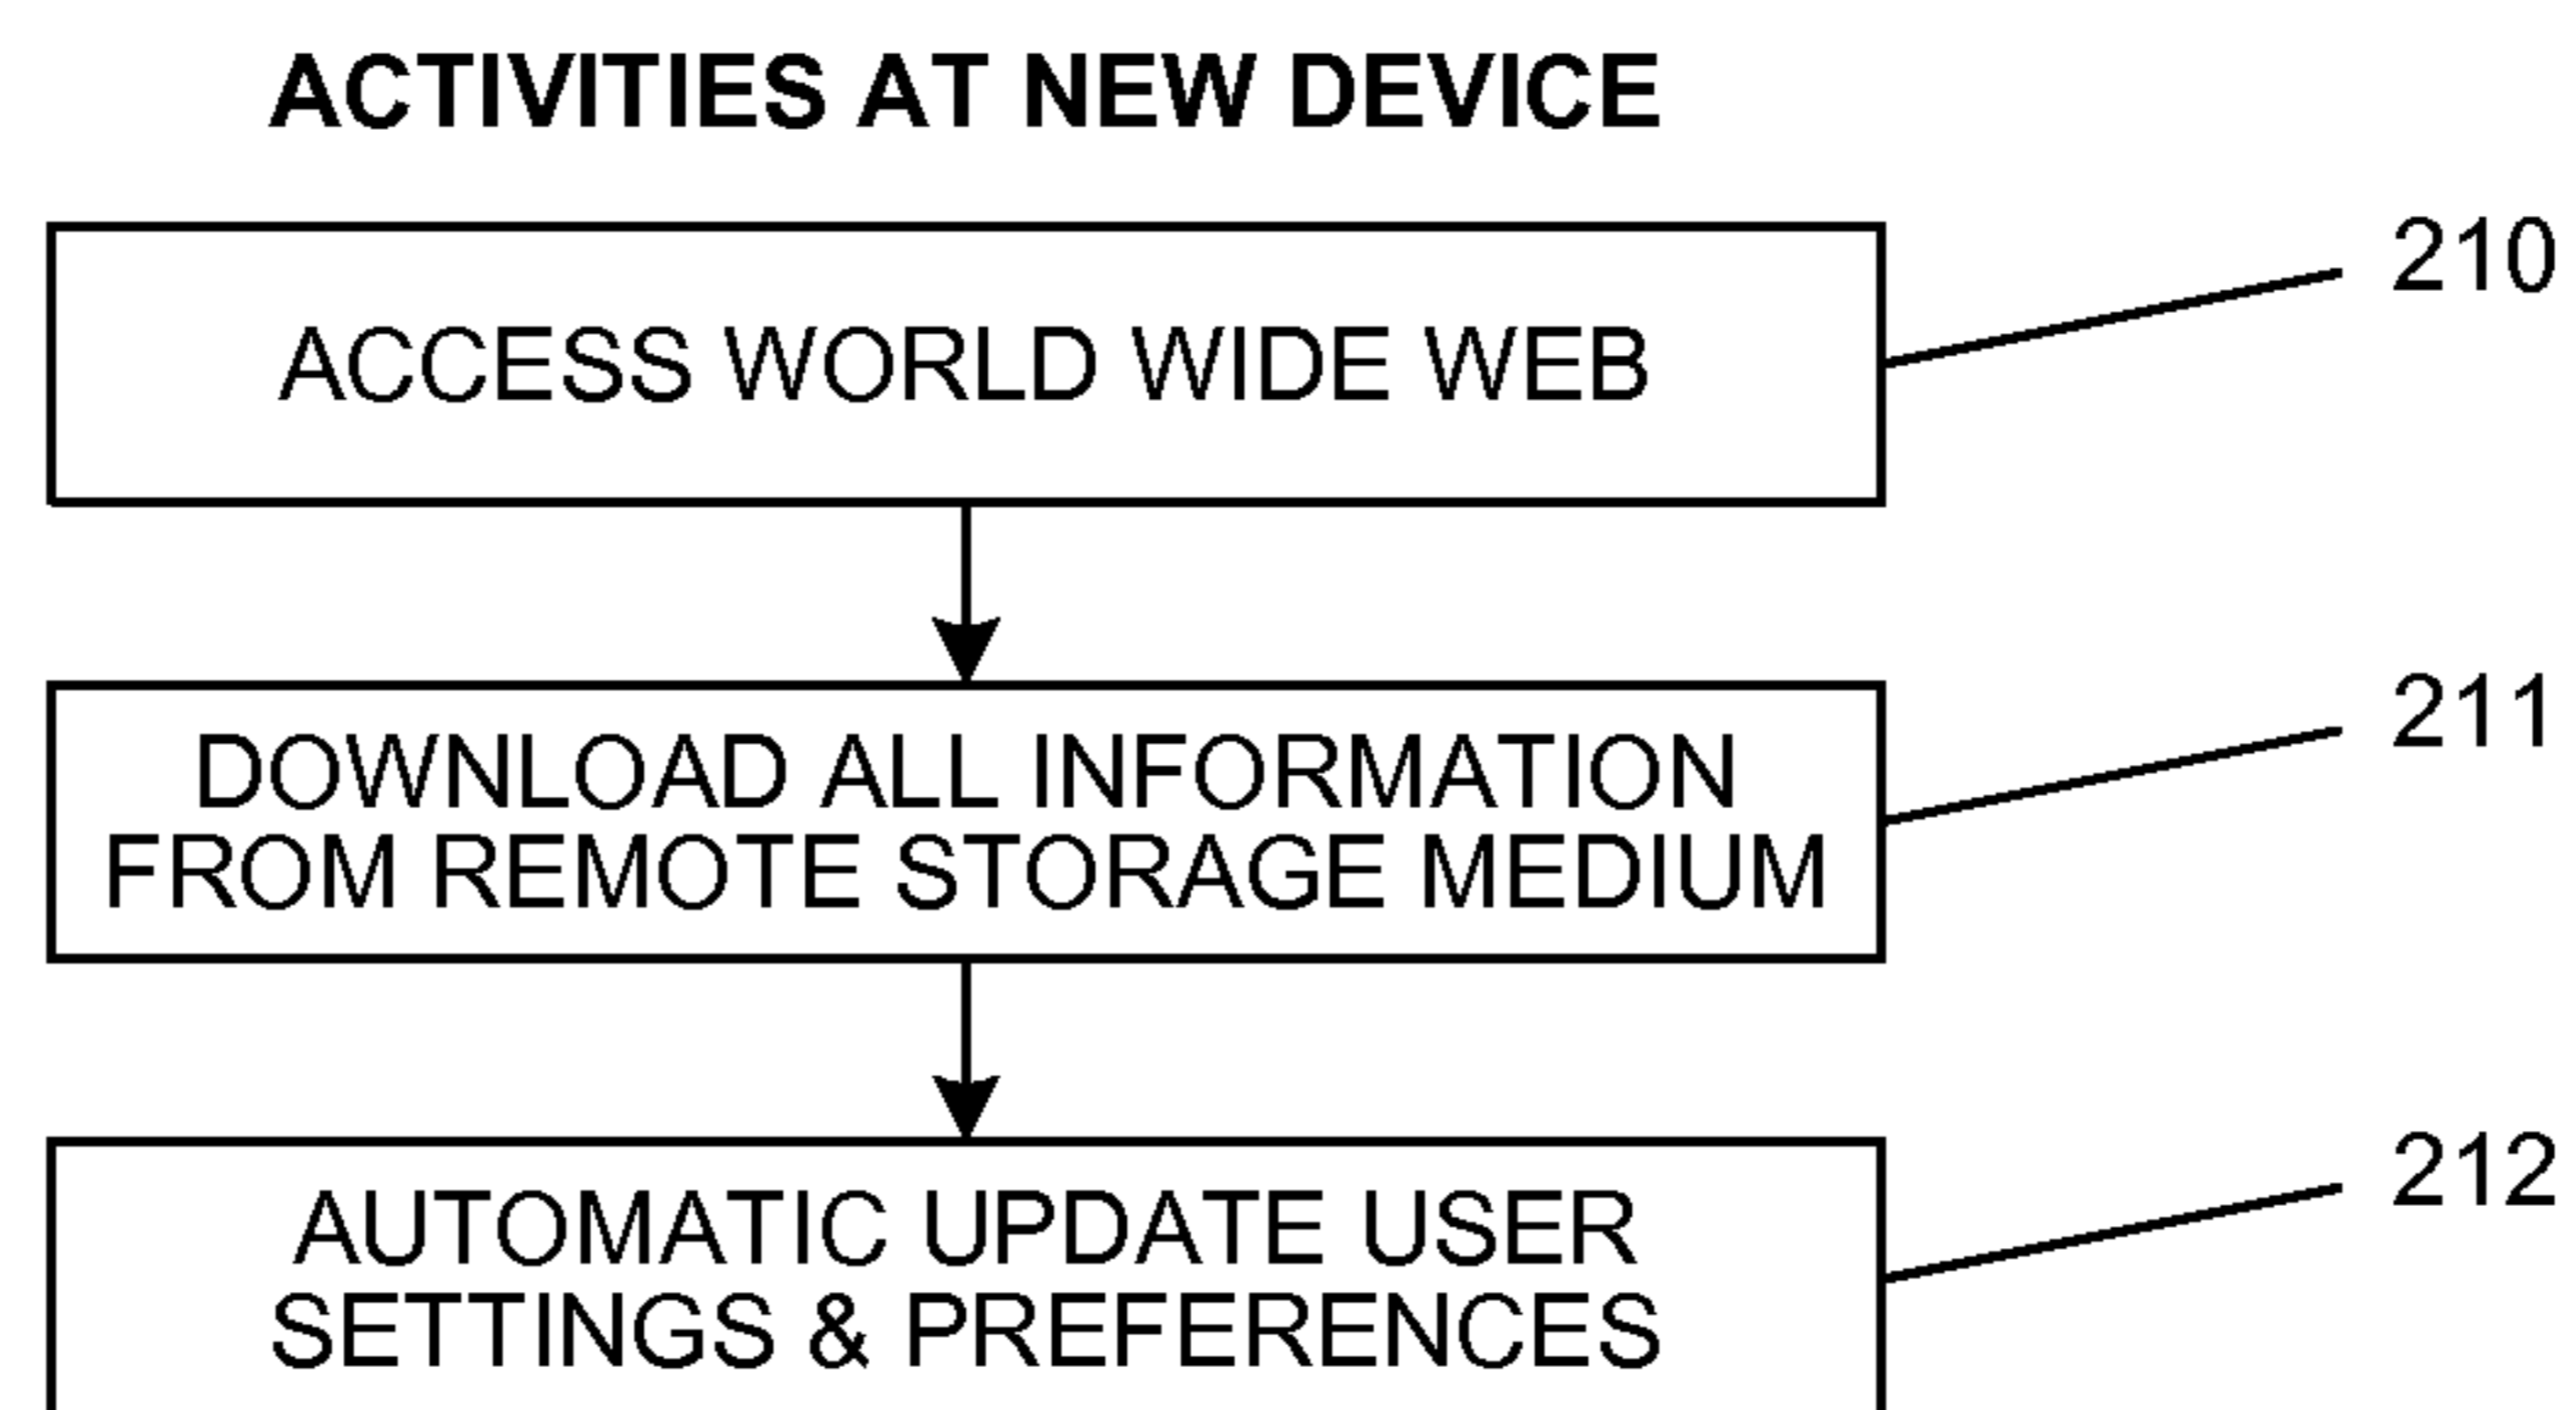 ACTIVITIES AT NEW DEVICE
210
ACCESS WORLD WIDE WEB
211
DOWNLOAD ALL INFORMATION
FROM REMOTE STORAGE MEDIUM
212
AUTOMATIC UPDATE USER
SETTINGS & PREFERENCES